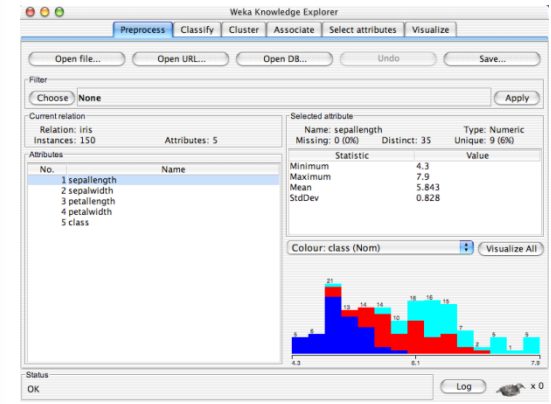 Weka Knowledge Explorer
Preprocess Classify Cluster Associate Select attributes Visualize
Open file... Open URL... Open DB... Undo Save...
Filter
Choose None Apply
Current relation
Relation: iris
Instances: 150 Attributes: 5
Attributes
No. Name
1 sepallength
2 sepalwidth
3 petallength
4 petalwidth
5 class
Selected attribute
Name: sepallength Type: Numeric
Missing: 0 (0%) Distinct: 35 Unique: 9 (6%)
Statistic Value
Minimum 4.3
Maximum 7.9
Mean 5.843
StdDev 0.828
Colour: class (Nom) Visualize All
21
18 16 15
13 14 14
10
7
5 6 2 5 1 5
4.3 6.1 7.9
Status
OK Log x 0